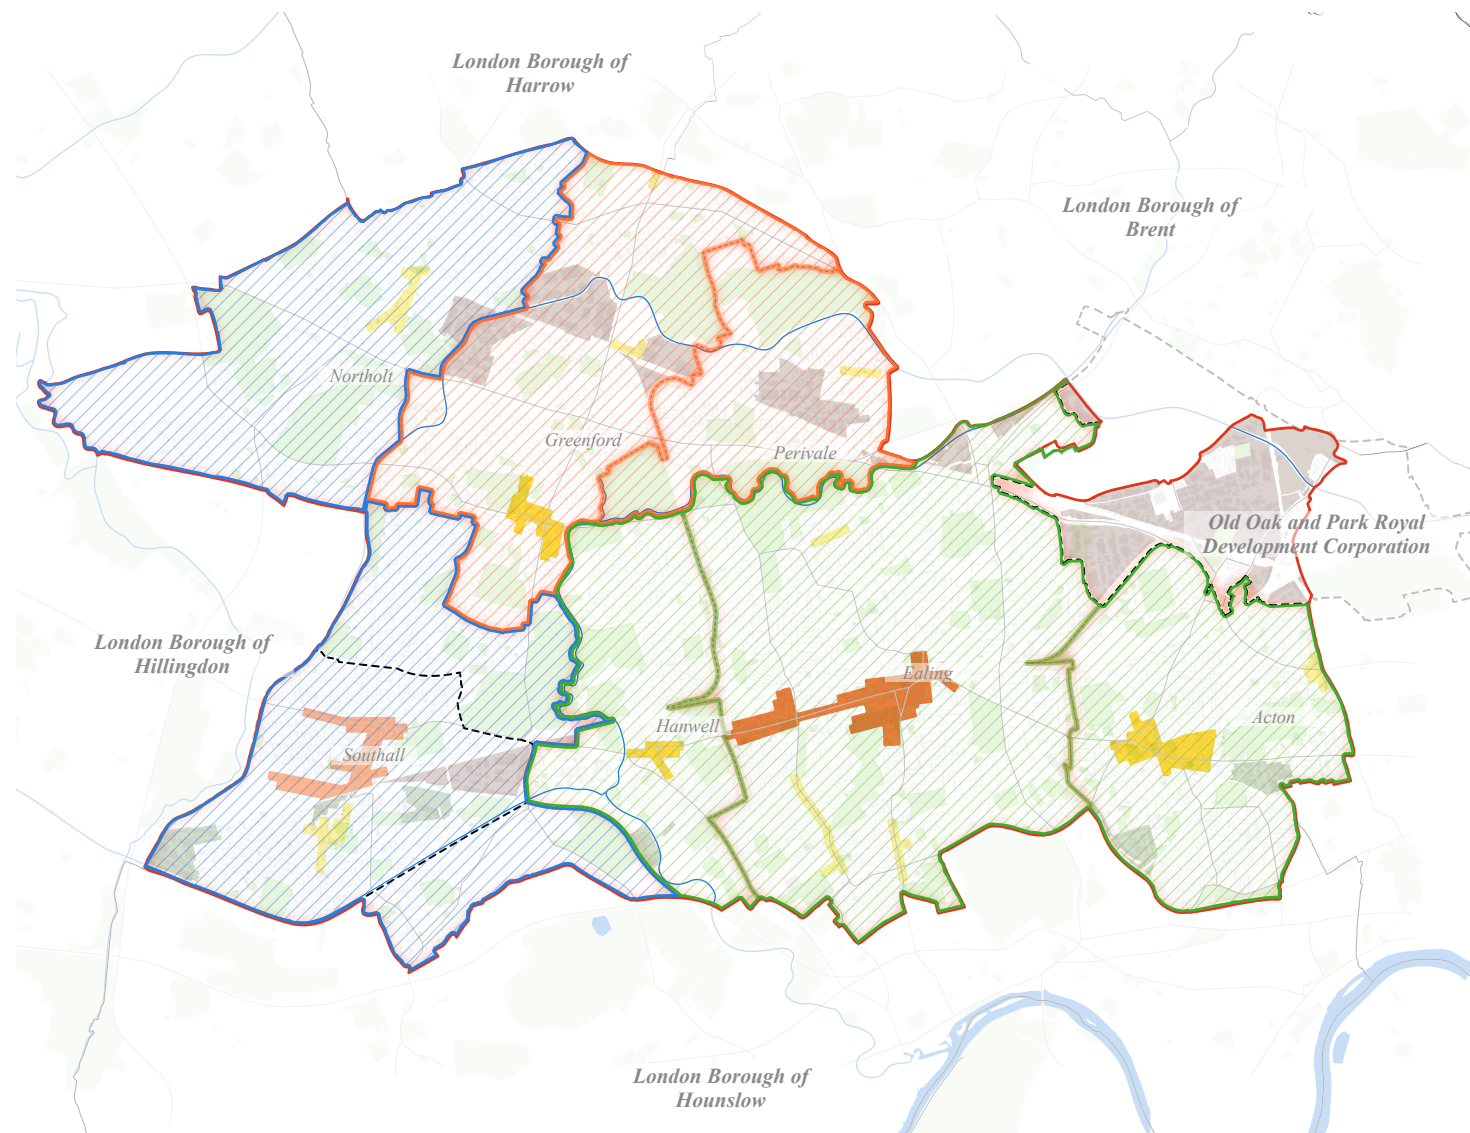 London Borough of
Harrow
London Borough of
Brent
Northolt
Greenford
Perivale
Old Oak and Park Royal
Development Corporation
London Borough of
Hillingdon
Ealing
Hanwell
Acton
Southall
London Borough of
Hounslow